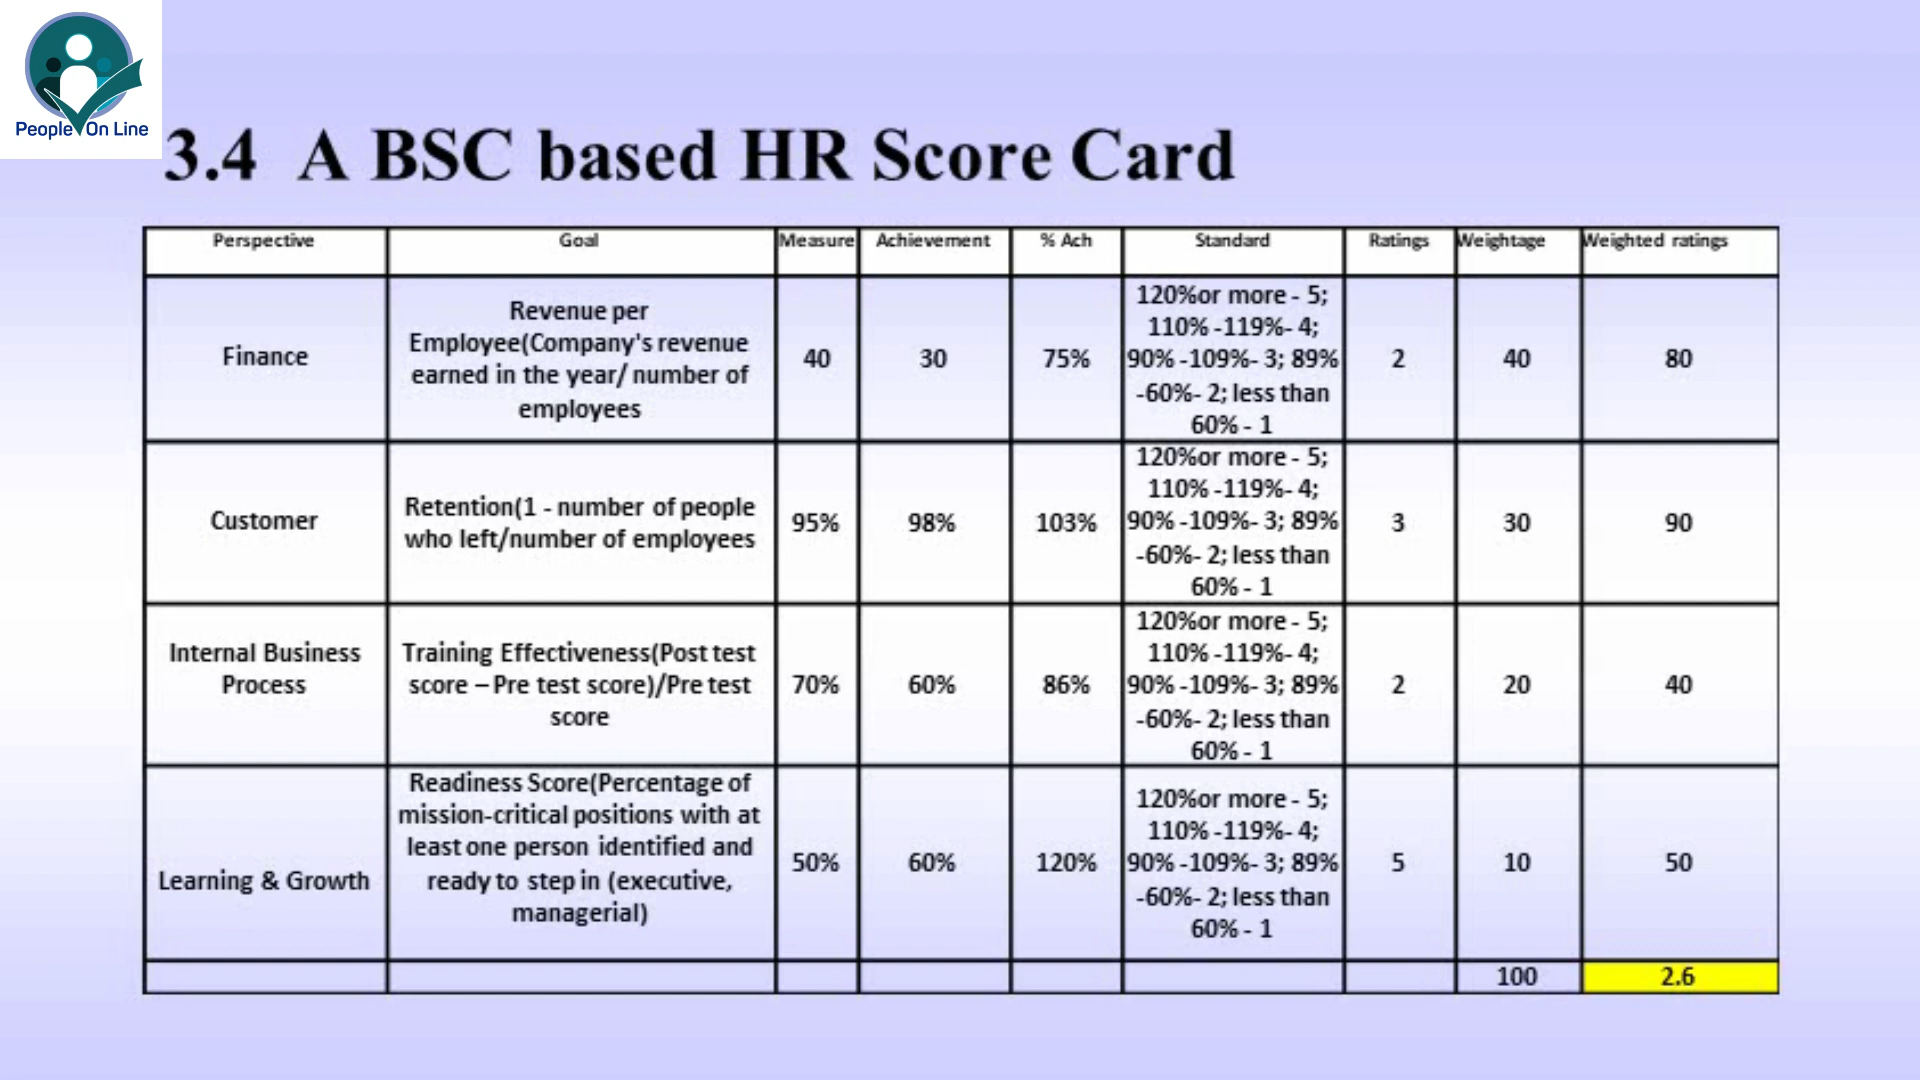 People On Line
3.4 A BSC based HR Score Card
Perspective Goal Measure Achievement % Ach Standard Ratings Weightage Weighted ratings
Finance
Revenue per
Employee(Company's revenue
earned in the year/ number of
employees
40
30
75%
120%or more - 5;
110% -119%- 4;
90% -109%- 3; 89%
-60%- 2; less than
60% - 1
2
40
80
Customer
Retention(1 - number of people
who left/number of employees
95%
98%
103%
120%or more - 5;
110% -119%- 4;
90% -109%- 3; 89%
-60%- 2; less than
60% - 1
3
30
90
Internal Business
Process
Training Effectiveness(Post test
score – Pre test score)/Pre test
score
70%
60%
86%
120%or more - 5;
110% -119%- 4;
90% -109%- 3; 89%
-60%- 2; less than
60% - 1
2
20
40
Learning & Growth
Readiness Score(Percentage of
mission-critical positions with at
least one person identified and
ready to step in (executive,
managerial)
50%
60%
120%
120%or more - 5;
110% -119%- 4;
90% -109%- 3; 89%
-60%- 2; less than
60% - 1
5
10
50
100
2.6